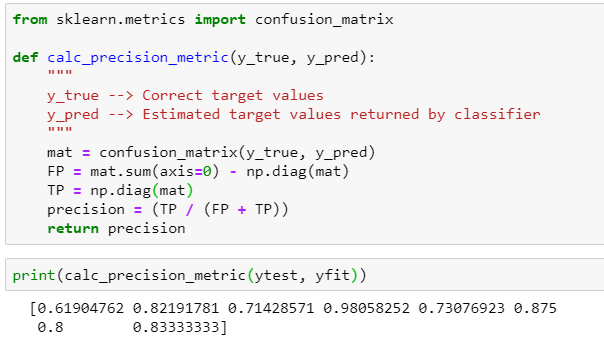 from sklearn.metrics import confusion_matrix
def calc_precision_metric(y_true, y_pred):
    """
    y_true --> Correct target values
    y_pred --> Estimated target values returned by classifier
    """
    mat = confusion_matrix(y_true, y_pred)
    FP = mat.sum(axis=0) - np.diag(mat)
    TP = np.diag(mat)
    precision = (TP / (FP + TP))
    return precision
print(calc_precision_metric(ytest, yfit))
[0.61904762 0.82191781 0.71428571 0.98058252 0.73076923 0.875
 0.8        0.83333333]